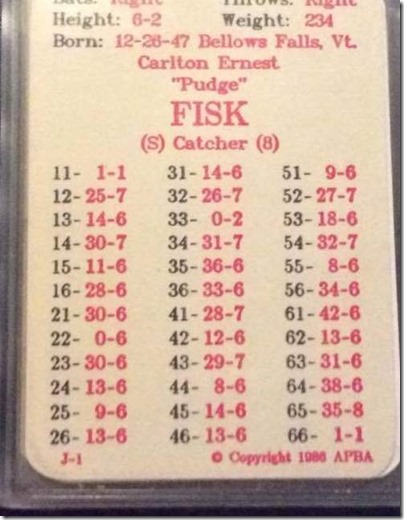 Bats: Right Throws: Right
Height: 6-2 Weight: 234
Born: 12-26-47 Bellows Falls, Vt.
Carlton Ernest
"Pudge"
FISK
(S) Catcher (8)
11- 1-1 31- 14-6 51- 9-6
12- 25-7 32- 26-7 52- 27-7
13- 14-6 33- 0-2 53- 18-6
14- 30-7 34- 31-7 54- 32-7
15- 11-6 35- 36-6 55- 8-6
16- 28-6 36- 33-6 56- 34-6
21- 30-6 41- 28-7 61- 42-6
22- 0-6 42- 12-6 62- 13-6
23- 30-6 43- 29-7 63- 31-6
24- 13-6 44- 8-6 64- 38-6
25- 9-6 45- 14-6 65- 35-8
26- 13-6 46- 13-6 66- 1-1
J-1 © Copyright 1986 APBA